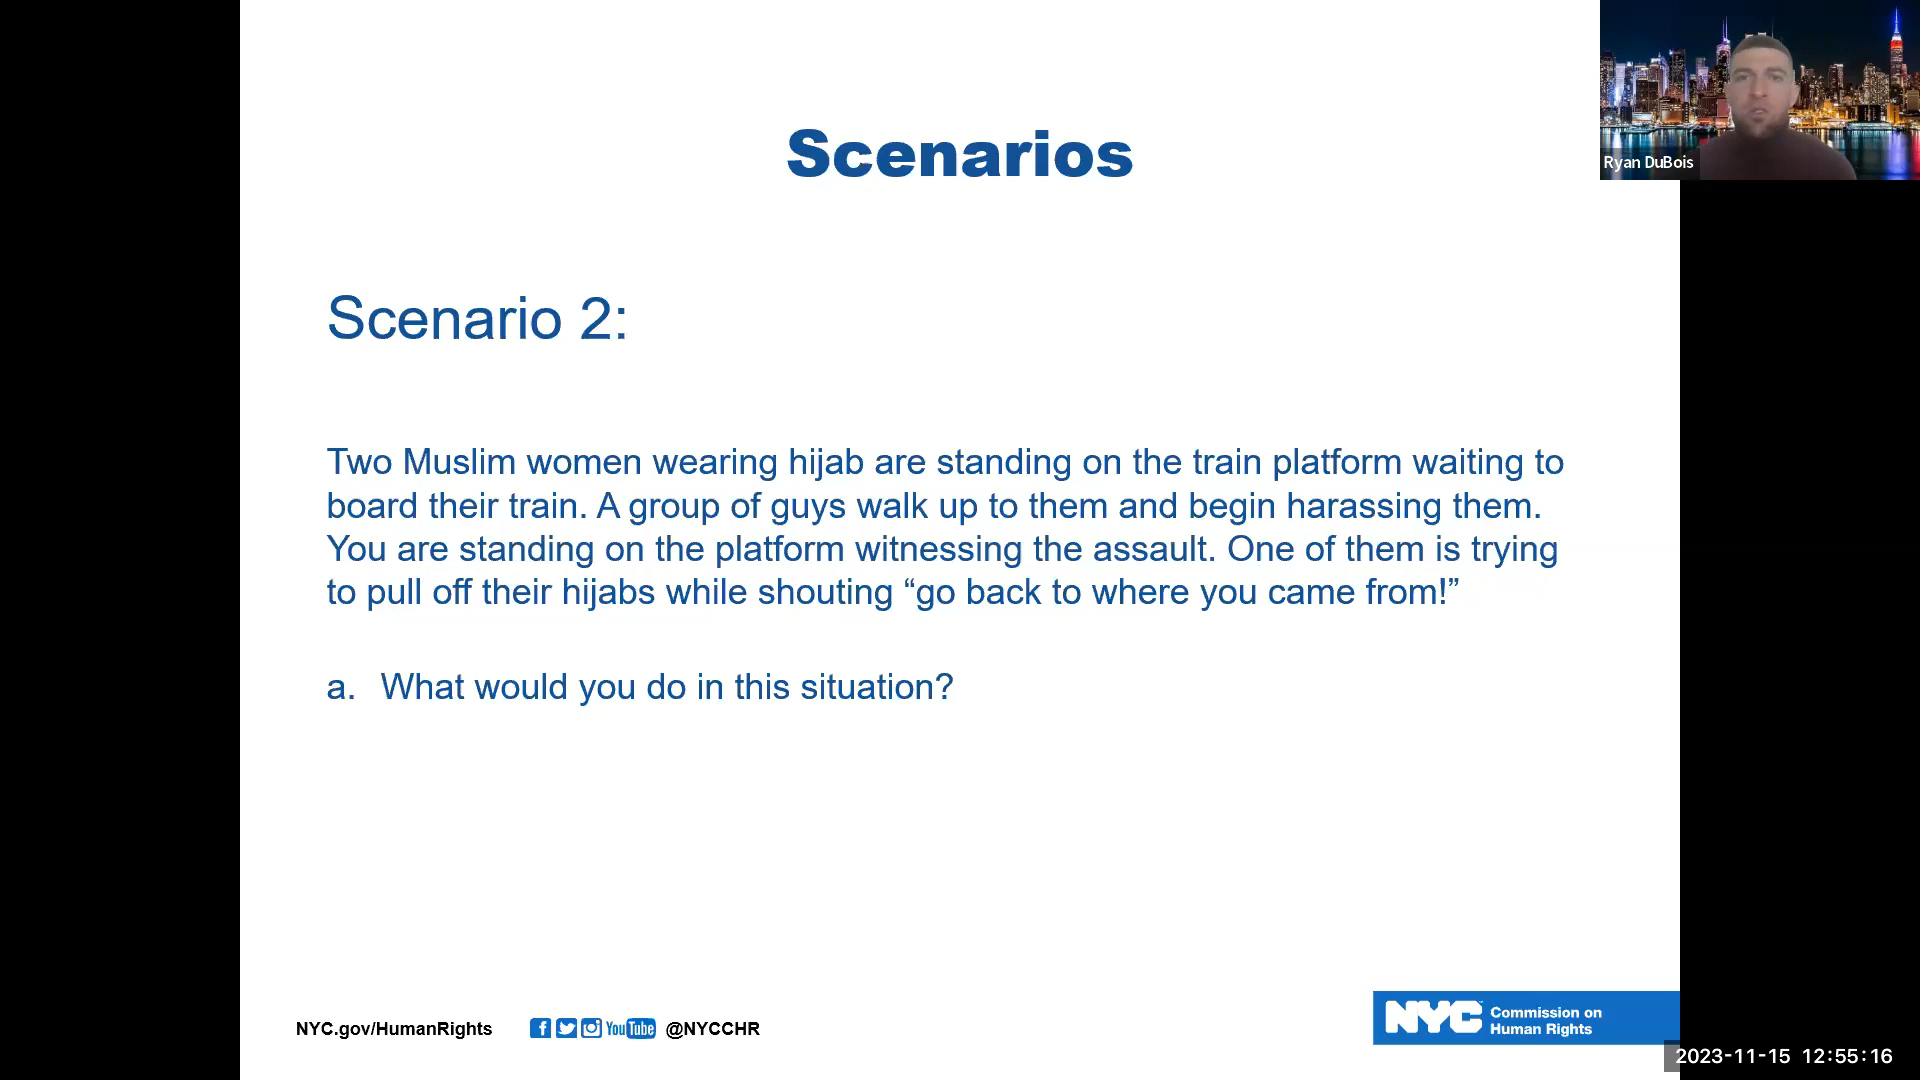 Scenarios
Ryan DuBois
Scenario 2:
Two Muslim women wearing hijab are standing on the train platform waiting to
board their train. A group of guys walk up to them and begin harassing them.
You are standing on the platform witnessing the assault. One of them is trying
to pull off their hijabs while shouting “go back to where you came from!”
a. What would you do in this situation?
NYC.gov/HumanRights
YouTube @NYCCHR
NYC Commission on
Human Rights
2023-11-15 12:55:16